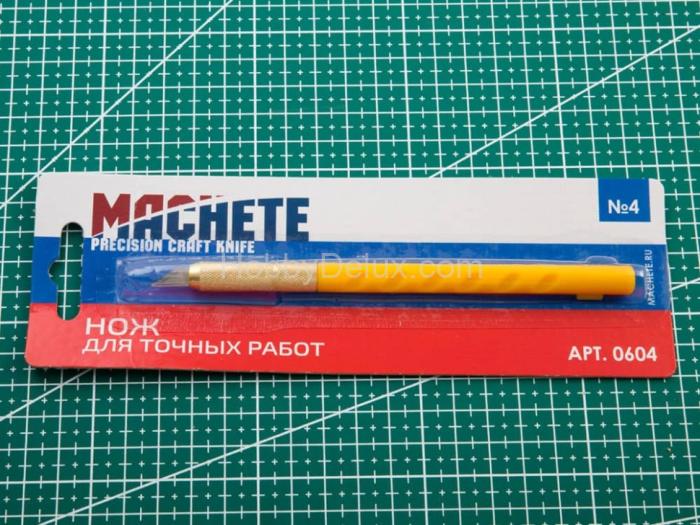 MACHETE
№4
PRECISION CRAFT KNIFE
HobbyDelux.com
MACHETE.RU
НОЖ
ДЛЯ ТОЧНЫХ РАБОТ
АРТ. 0604